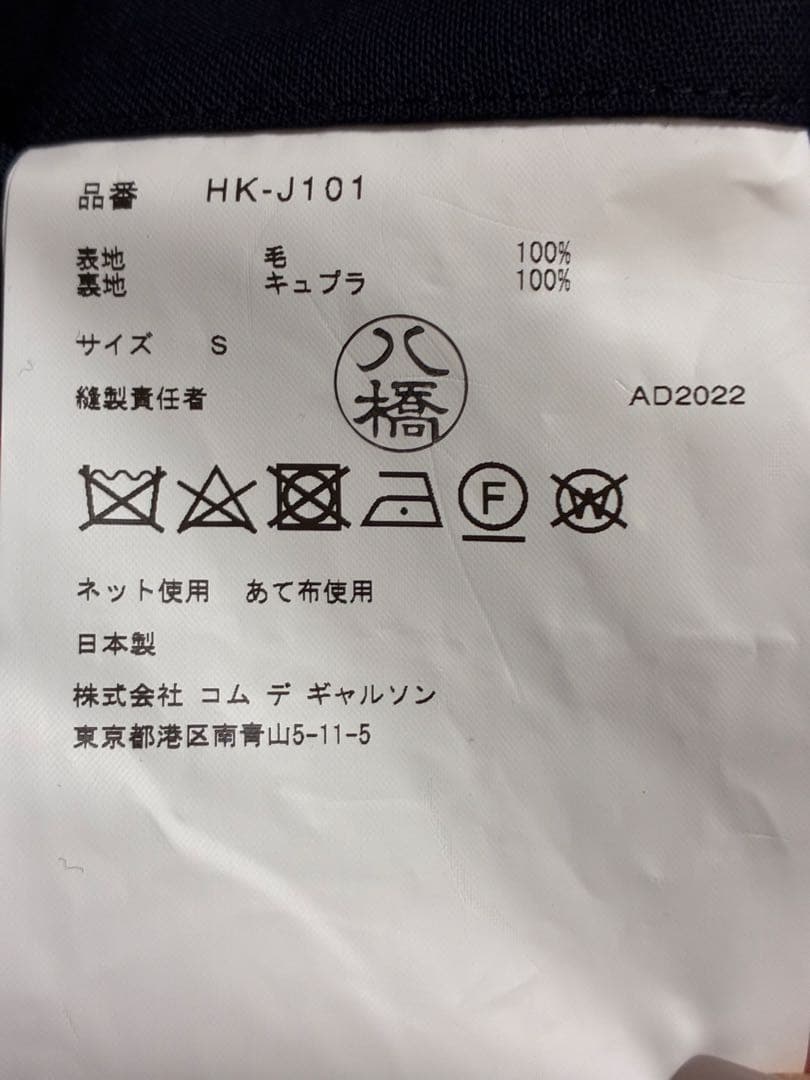 品番 HK-J101
表地 毛 100%
裏地 キュプラ 100%
サイズ S
八橋
縫製責任者 AD2022
F W
ネット使用 あて布使用
日本製
株式会社 コム デ ギャルソン
東京都港区南青山5-11-5